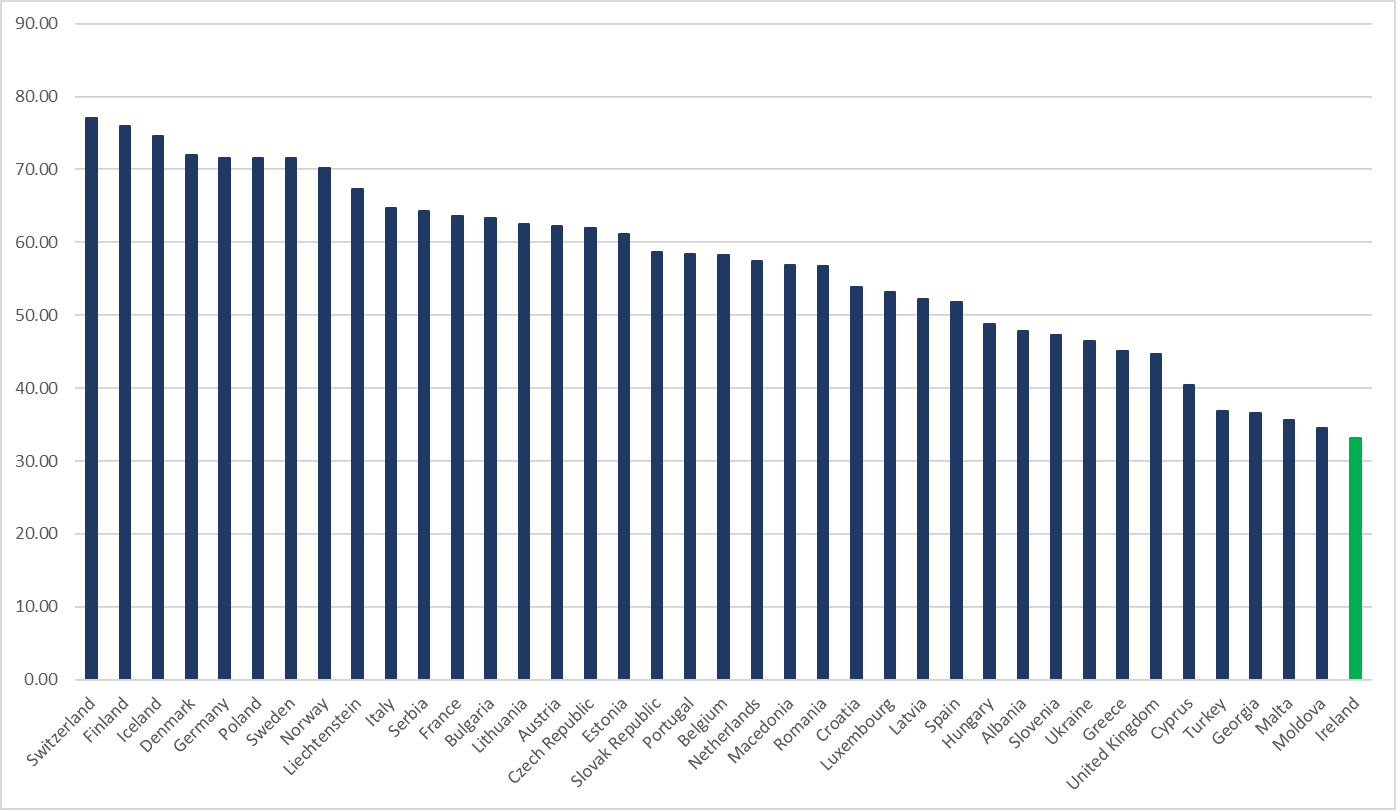 90.00
80.00
70.00
60.00
50.00
40.00
30.00
20.00
10.00
0.00
Switzerland
Finland
Iceland
Denmark
Germany
Poland
Sweden
Norway
Liechtenstein
Italy
Serbia
France
Bulgaria
Lithuania
Austria
Czech Republic
Estonia
Slovak Republic
Portugal
Belgium
Netherlands
Macedonia
Romania
Croatia
Luxembourg
Latvia
Spain
Hungary
Albania
Slovenia
Ukraine
Greece
United Kingdom
Cyprus
Turkey
Georgia
Malta
Moldova
Ireland